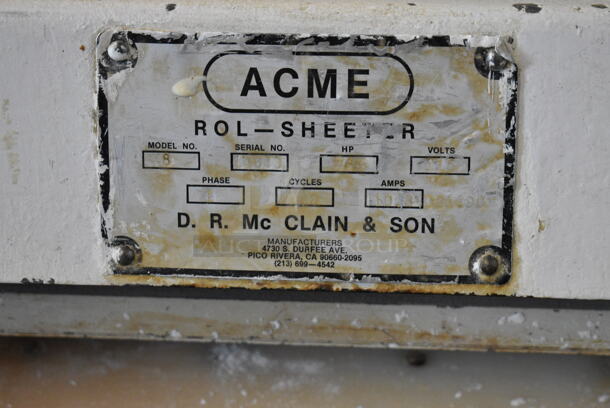 ACME
ROL—SHEETER
MODEL NO. SERIAL NO. HP VOLTS
8
PHASE CYCLES AMPS
D. R. Mc CLAIN & SON
MANUFACTURERS
4730 S. DURFEE AVE.
PICO RIVERA, CA 90660-2095
(213) 699—4542